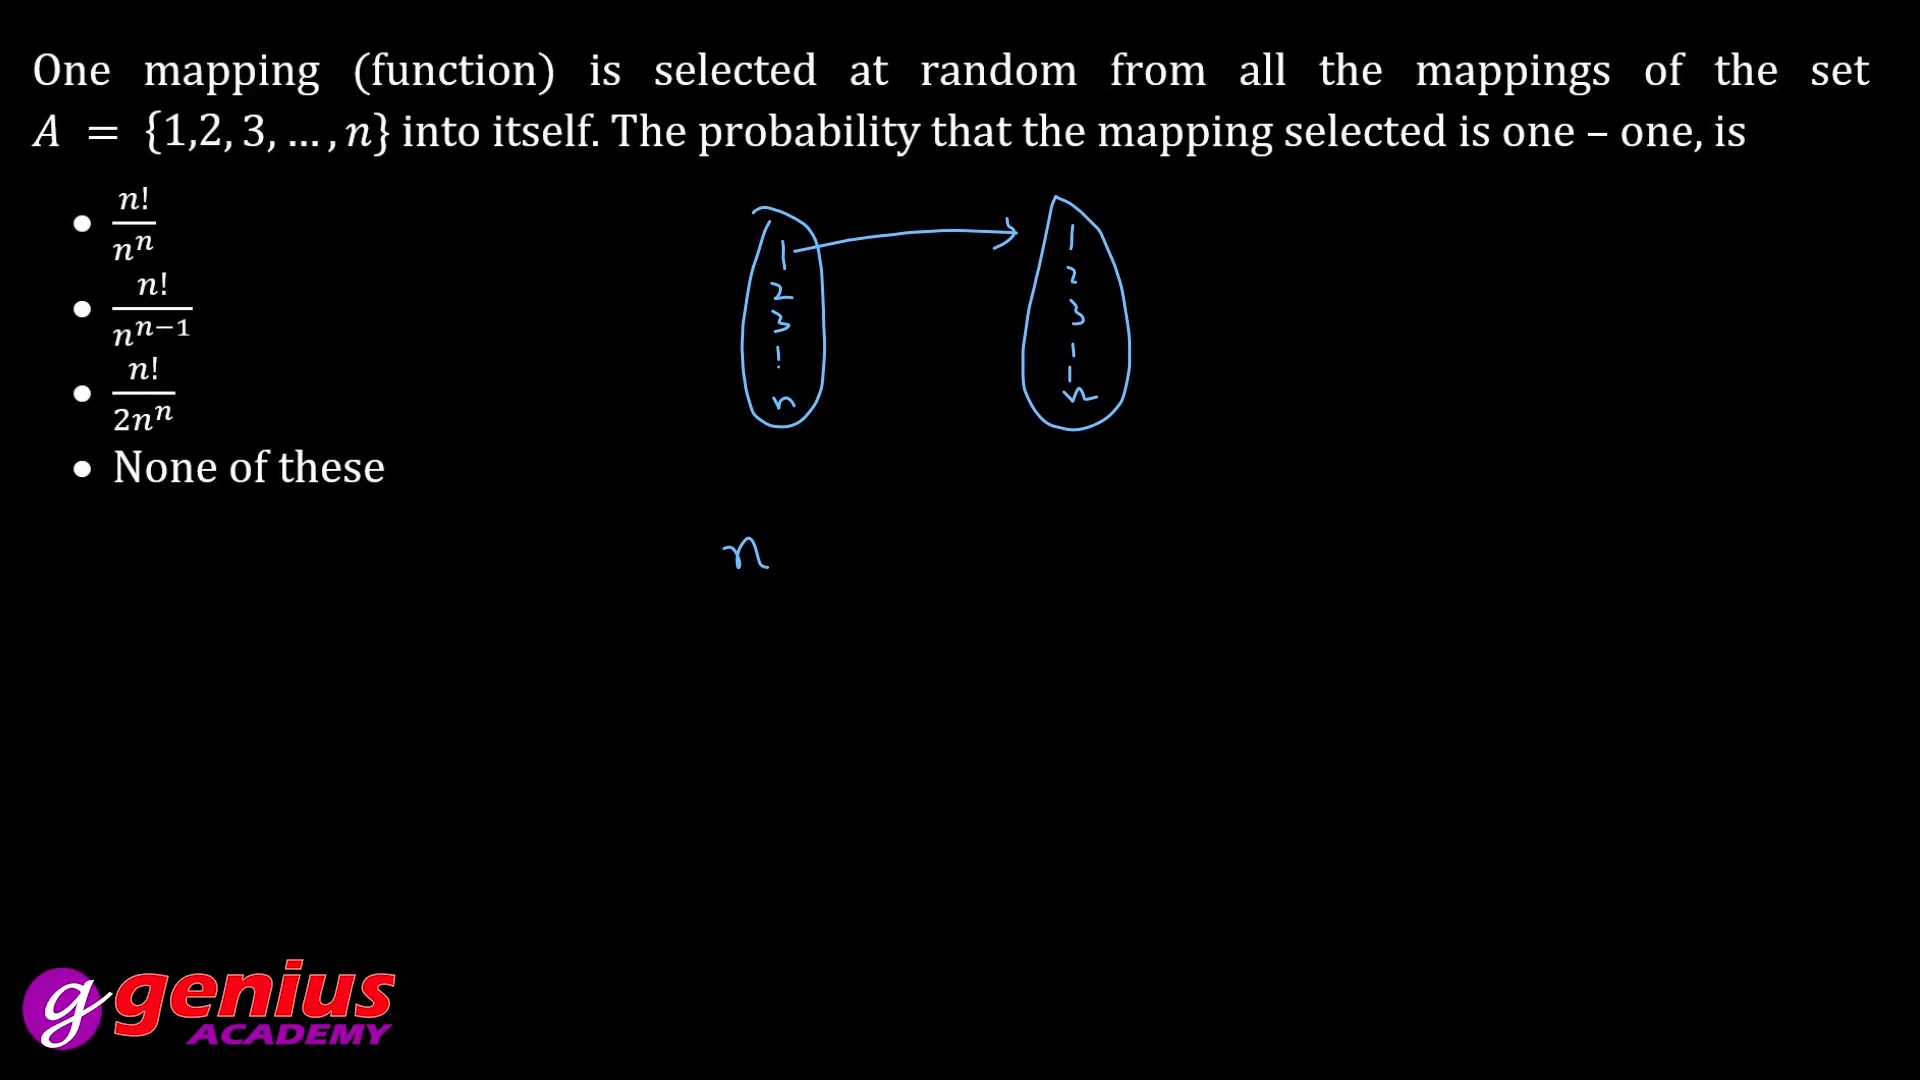 One mapping (function) is selected at random from all the mappings of the set
A = {1,2, 3, … , n} into itself. The probability that the mapping selected is one – one, is
• n!/n^n
• n!/n^(n−1)
• n!/2n^n
• None of these
1 1
2 2
3 3
n n
n
g genius
ACADEMY